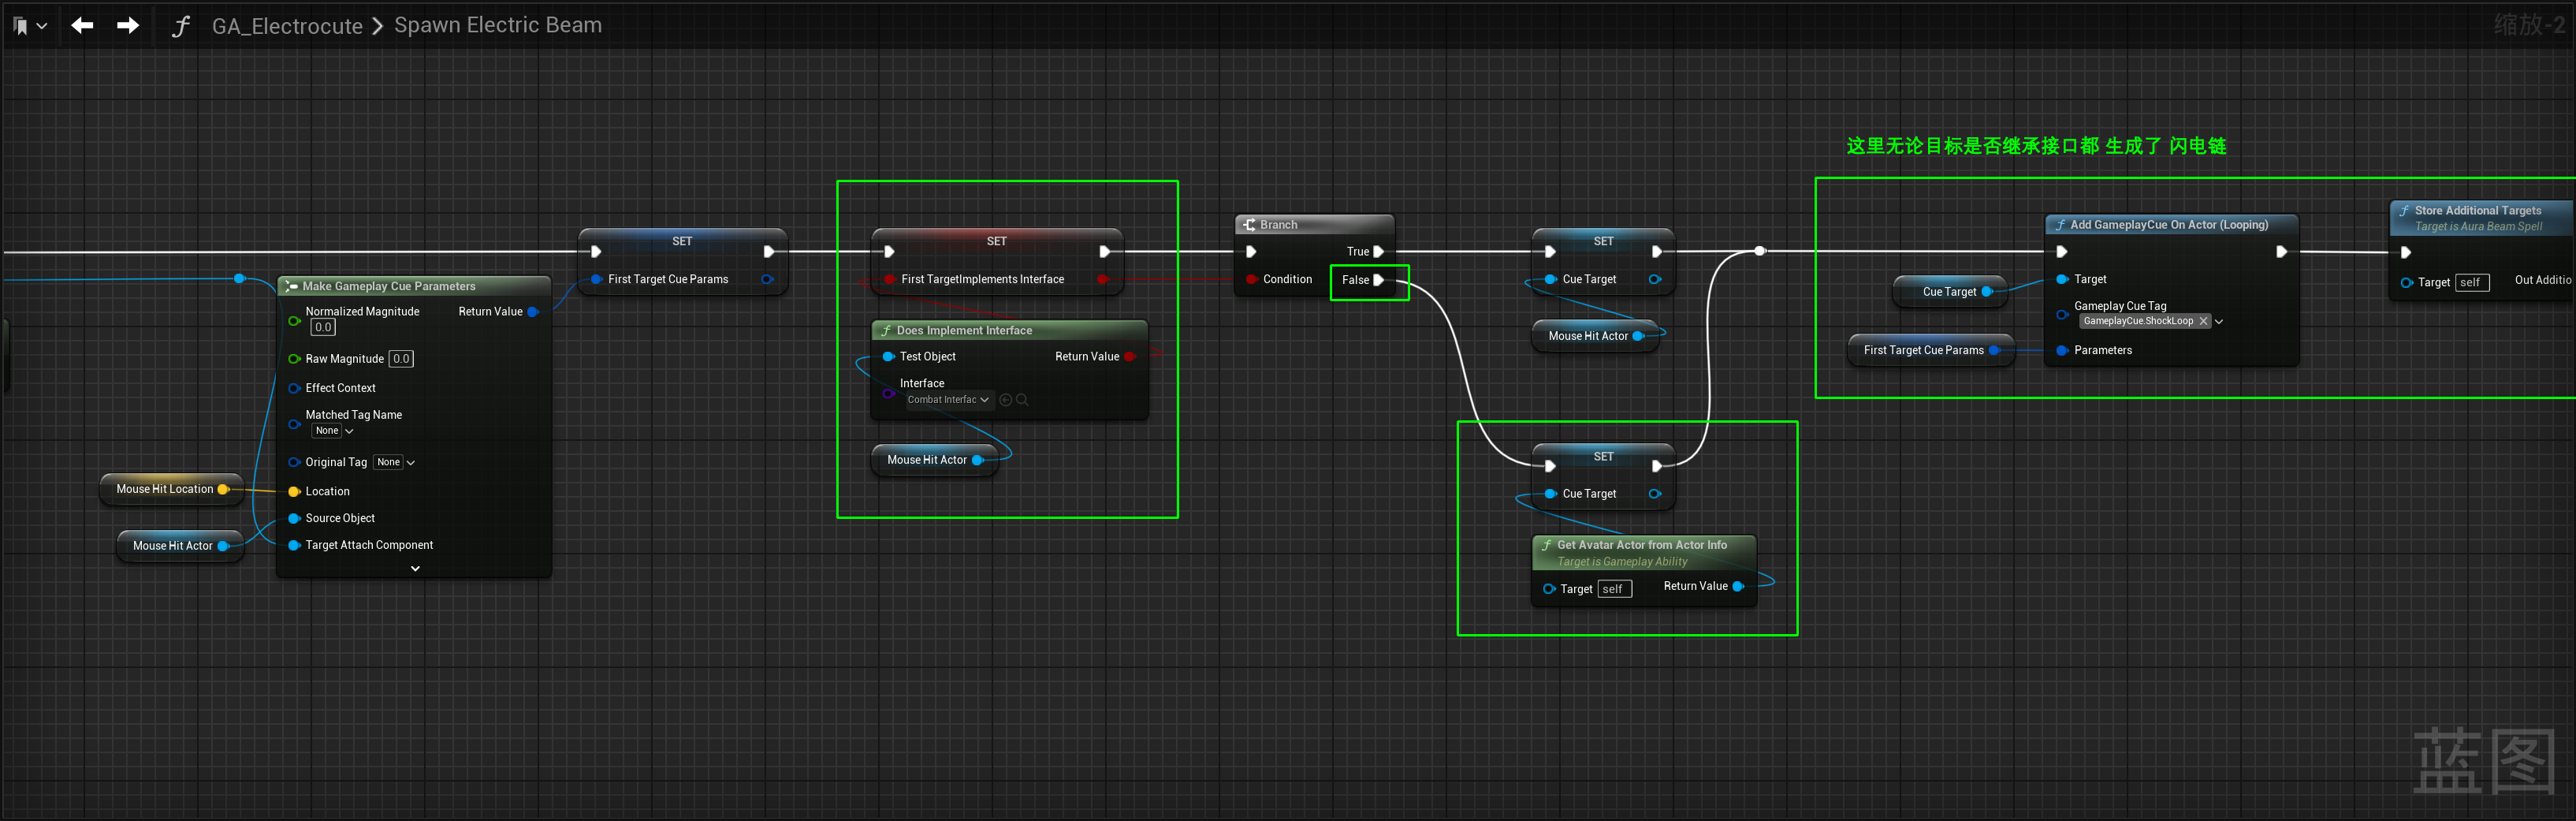 GA_Electrocute
Spawn Electric Beam
缩放-2
这里无论目标是否继承接口都 生成了 闪电链
Make Gameplay Cue Parameters
Normalized Magnitude
0.0
Return Value
Raw Magnitude
0.0
Effect Context
Matched Tag Name
None
Original Tag
None
Location
Source Object
Target Attach Component
Mouse Hit Location
Mouse Hit Actor
SET
First Target Cue Params
SET
First TargetImplements Interface
Does Implement Interface
Test Object
Return Value
Interface
Combat Interfac
Mouse Hit Actor
Branch
True
Condition
False
SET
Cue Target
Mouse Hit Actor
SET
Cue Target
Get Avatar Actor from Actor Info
Target is Gameplay Ability
Target
self
Return Value
Cue Target
First Target Cue Params
Add GameplayCue On Actor (Looping)
Target
Gameplay Cue Tag
GameplayCue.ShockLoop
Parameters
Store Additional Targets
Target is Aura Beam Spell
Target
self
Out Additio
蓝图